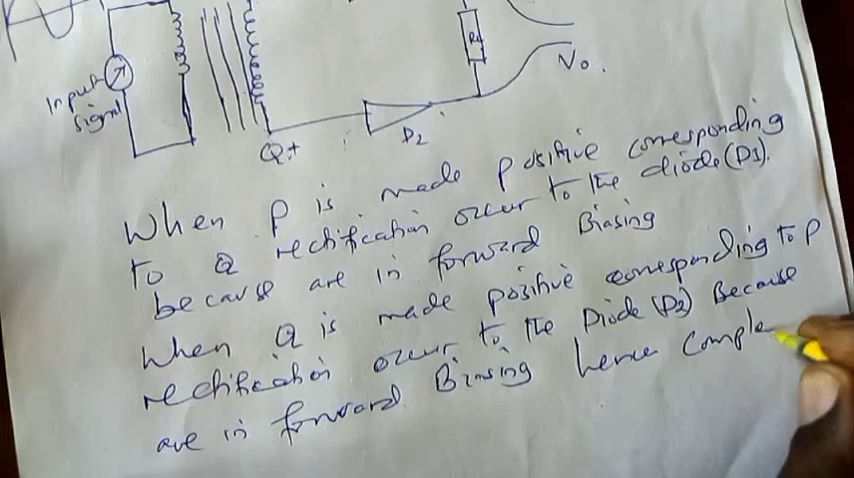 Input
signal
R
Vo.
Q+
D2
When P is made positive corresponding
to Q rectification occur to the diode (D1).
because are in forward Biasing
When Q is made positive corresponding to P
rectification occur to the Diode (D2) Because
are in forward Biasing hence comple